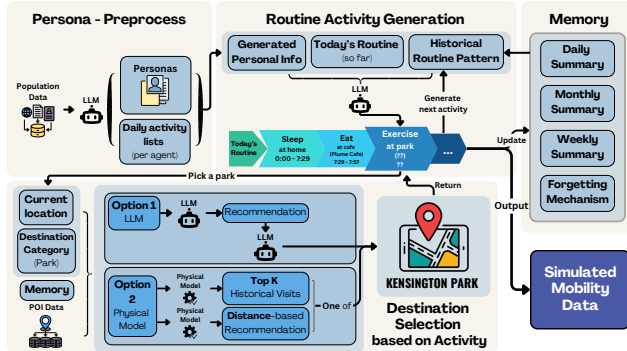 Persona - Preprocess
Population
Data
LLM
Personas
Daily activity
lists
(per agent)
Routine Activity Generation
Generated
Personal Info
Today's Routine
(so far)
Historical
Routine Pattern
LLM
Generate
next activity
Today's
Routine
Sleep
at home
0:00 - 7:29
Eat
at cafe
(Plume Cafe)
7:29 - 7:57
Exercise
at park
(??)
??
...
Memory
Daily
Summary
Monthly
Summary
Weekly
Summary
Forgetting
Mechanism
Update
Output
Pick a park
Return
Current
location
Destination
Category
(Park)
Memory
POI Data
Option 1
LLM
LLM
Recommendation
LLM
Option
2
Physical
Model
Physical
Model
Top K
Historical Visits
Physical
Model
Distance-based
Recommendation
One of
KENSINGTON PARK
Destination
Selection
based on Activity
Simulated
Mobility
Data